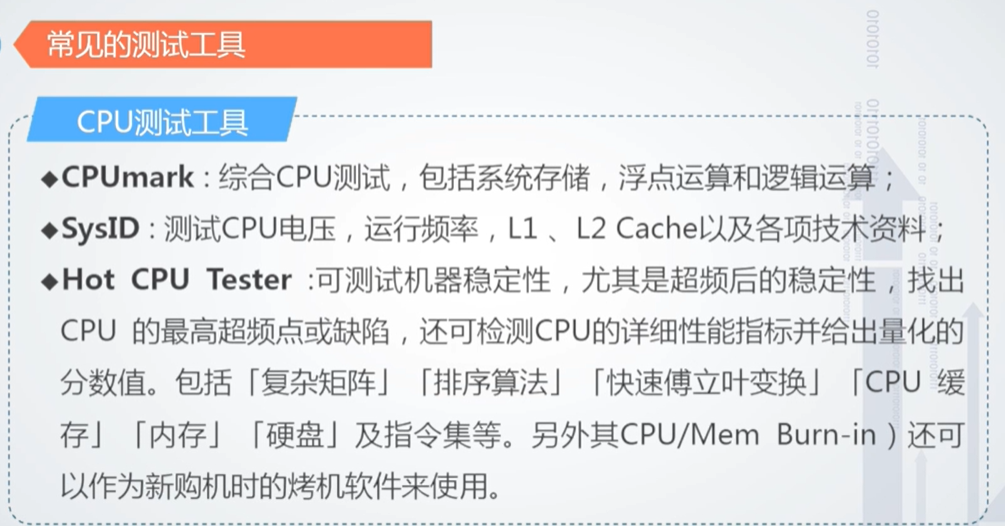 常见的测试工具
CPU测试工具
◆CPUmark：综合CPU测试，包括系统存储，浮点运算和逻辑运算；
◆SysID：测试CPU电压，运行频率，L1 、L2 Cache以及各项技术资料；
◆Hot CPU Tester :可测试机器稳定性，尤其是超频后的稳定性，找出
CPU 的最高超频点或缺陷，还可检测CPU的详细性能指标并给出量化的
分数值。包括「复杂矩阵」「排序算法」「快速傅立叶变换」「CPU 缓
存」「内存」「硬盘」及指令集等。另外其CPU/Mem Burn-in）还可
以作为新购机时的烤机软件来使用。